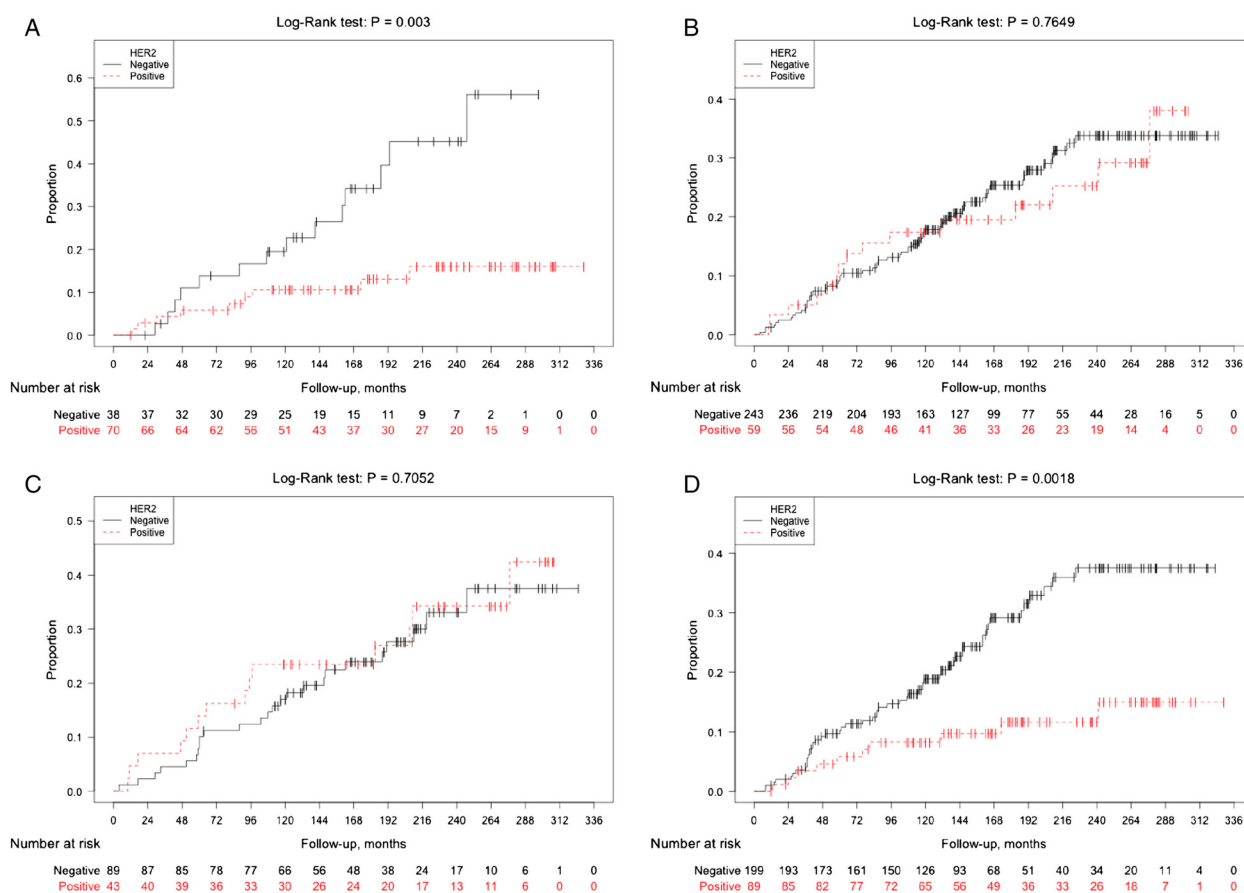 A
Log-Rank test: P = 0.003
HER2
Negative
Positive
0.6
0.5
0.4
0.3
0.2
0.1
0.0
Proportion
0 24 48 72 96 120 144 168 192 216 240 264 288 312 336
Number at risk
Follow-up, months
Negative 38 37 32 30 29 25 19 15 11 9 7 2 1 0 0
Positive 70 66 64 62 56 51 43 37 30 27 20 15 9 1 0
B
Log-Rank test: P = 0.7649
HER2
Negative
Positive
0.4
0.3
0.2
0.1
0.0
Proportion
0 24 48 72 96 120 144 168 192 216 240 264 288 312 336
Number at risk
Follow-up, months
Negative 243 236 219 204 193 163 127 99 77 55 44 28 16 5 0
Positive 59 56 54 48 46 41 36 33 26 23 19 14 4 0 0
C
Log-Rank test: P = 0.7052
HER2
Negative
Positive
0.5
0.4
0.3
0.2
0.1
0.0
Proportion
0 24 48 72 96 120 144 168 192 216 240 264 288 312 336
Number at risk
Follow-up, months
Negative 89 87 85 78 77 66 56 48 38 24 17 10 6 1 0
Positive 43 40 39 36 33 30 26 24 20 17 13 11 6 0 0
D
Log-Rank test: P = 0.0018
HER2
Negative
Positive
0.4
0.3
0.2
0.1
0.0
Proportion
0 24 48 72 96 120 144 168 192 216 240 264 288 312 336
Number at risk
Follow-up, months
Negative 199 193 173 161 150 126 93 68 51 40 34 20 11 4 0
Positive 89 85 82 77 72 65 56 49 36 33 26 18 7 1 0